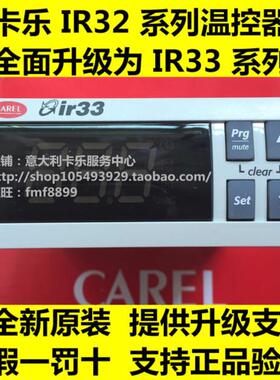 卡乐 IR32 系列温控器
全面升级为 IR33 系列
CAREL
ir33
Prg
mute
clear
Set
铺：意大利卡乐服务中心
//shop105493929.taobao.com/
旺：fmf8899
CAREL
全新原装 提供升级支
假一罚十 支持正品验